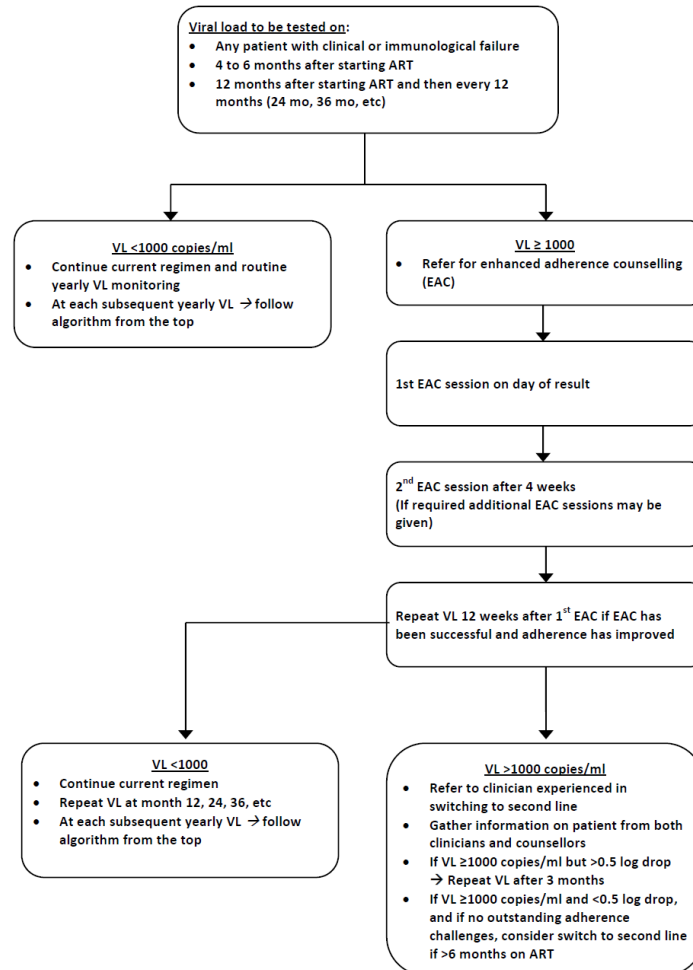 Viral load to be tested on:
• Any patient with clinical or immunological failure
• 4 to 6 months after starting ART
• 12 months after starting ART and then every 12
months (24 mo, 36 mo, etc)
VL <1000 copies/ml
• Continue current regimen and routine
yearly VL monitoring
• At each subsequent yearly VL → follow
algorithm from the top
VL ≥ 1000
• Refer for enhanced adherence counselling
(EAC)
1st EAC session on day of result
2nd EAC session after 4 weeks
(If required additional EAC sessions may be
given)
Repeat VL 12 weeks after 1st EAC if EAC has
been successful and adherence has improved
VL <1000
• Continue current regimen
• Repeat VL at month 12, 24, 36, etc
• At each subsequent yearly VL → follow
algorithm from the top
VL >1000 copies/ml
• Refer to clinician experienced in
switching to second line
• Gather information on patient from both
clinicians and counsellors
• If VL ≥1000 copies/ml but >0.5 log drop
→ Repeat VL after 3 months
• If VL ≥1000 copies/ml and <0.5 log drop,
and if no outstanding adherence
challenges, consider switch to second line
if >6 months on ART